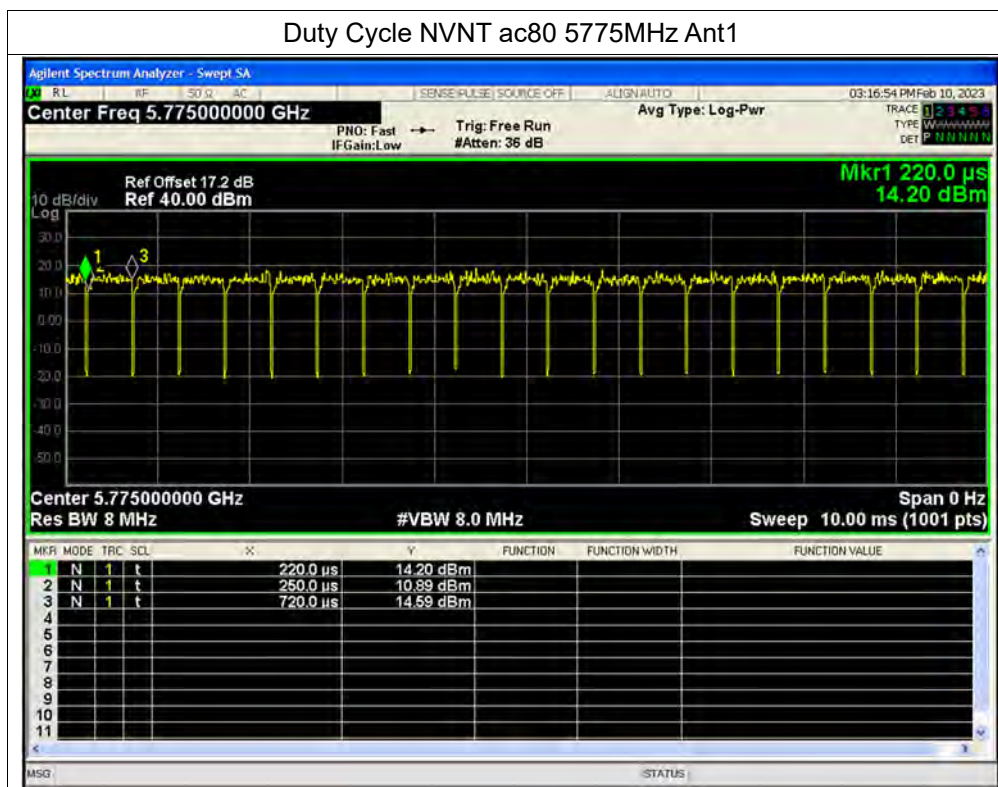 Duty Cycle NVNT ac80 5775MHz Ant1
Agilent Spectrum Analyzer - Swept SA
RL RF 50 Ω AC SENSE:PULSE SOURCE OFF ALIGNAUTO 03:16:54 PM Feb 10, 2023
Center Freq 5.775000000 GHz Avg Type: Log-Pwr TRACE 1 2 3 4 5 6
PNO: Fast Trig: Free Run TYPE
IFGain:Low #Atten: 36 dB DET P N N N N N
Mkr1 220.0 µs
Ref Offset 17.2 dB
10 dB/div Ref 40.00 dBm 14.20 dBm
Log
30.0
20.0
10.0
0.00
-10.0
-20.0
-30.0
-40.0
-50.0
1
2
3
Center 5.775000000 GHz Span 0 Hz
Res BW 8 MHz #VBW 8.0 MHz Sweep 10.00 ms (1001 pts)
MKR MODE TRC SCL X Y FUNCTION FUNCTION WIDTH FUNCTION VALUE
1 N 1 t 220.0 µs 14.20 dBm
2 N 1 t 250.0 µs 10.89 dBm
3 N 1 t 720.0 µs 14.59 dBm
4
5
6
7
8
9
10
11
MSG STATUS